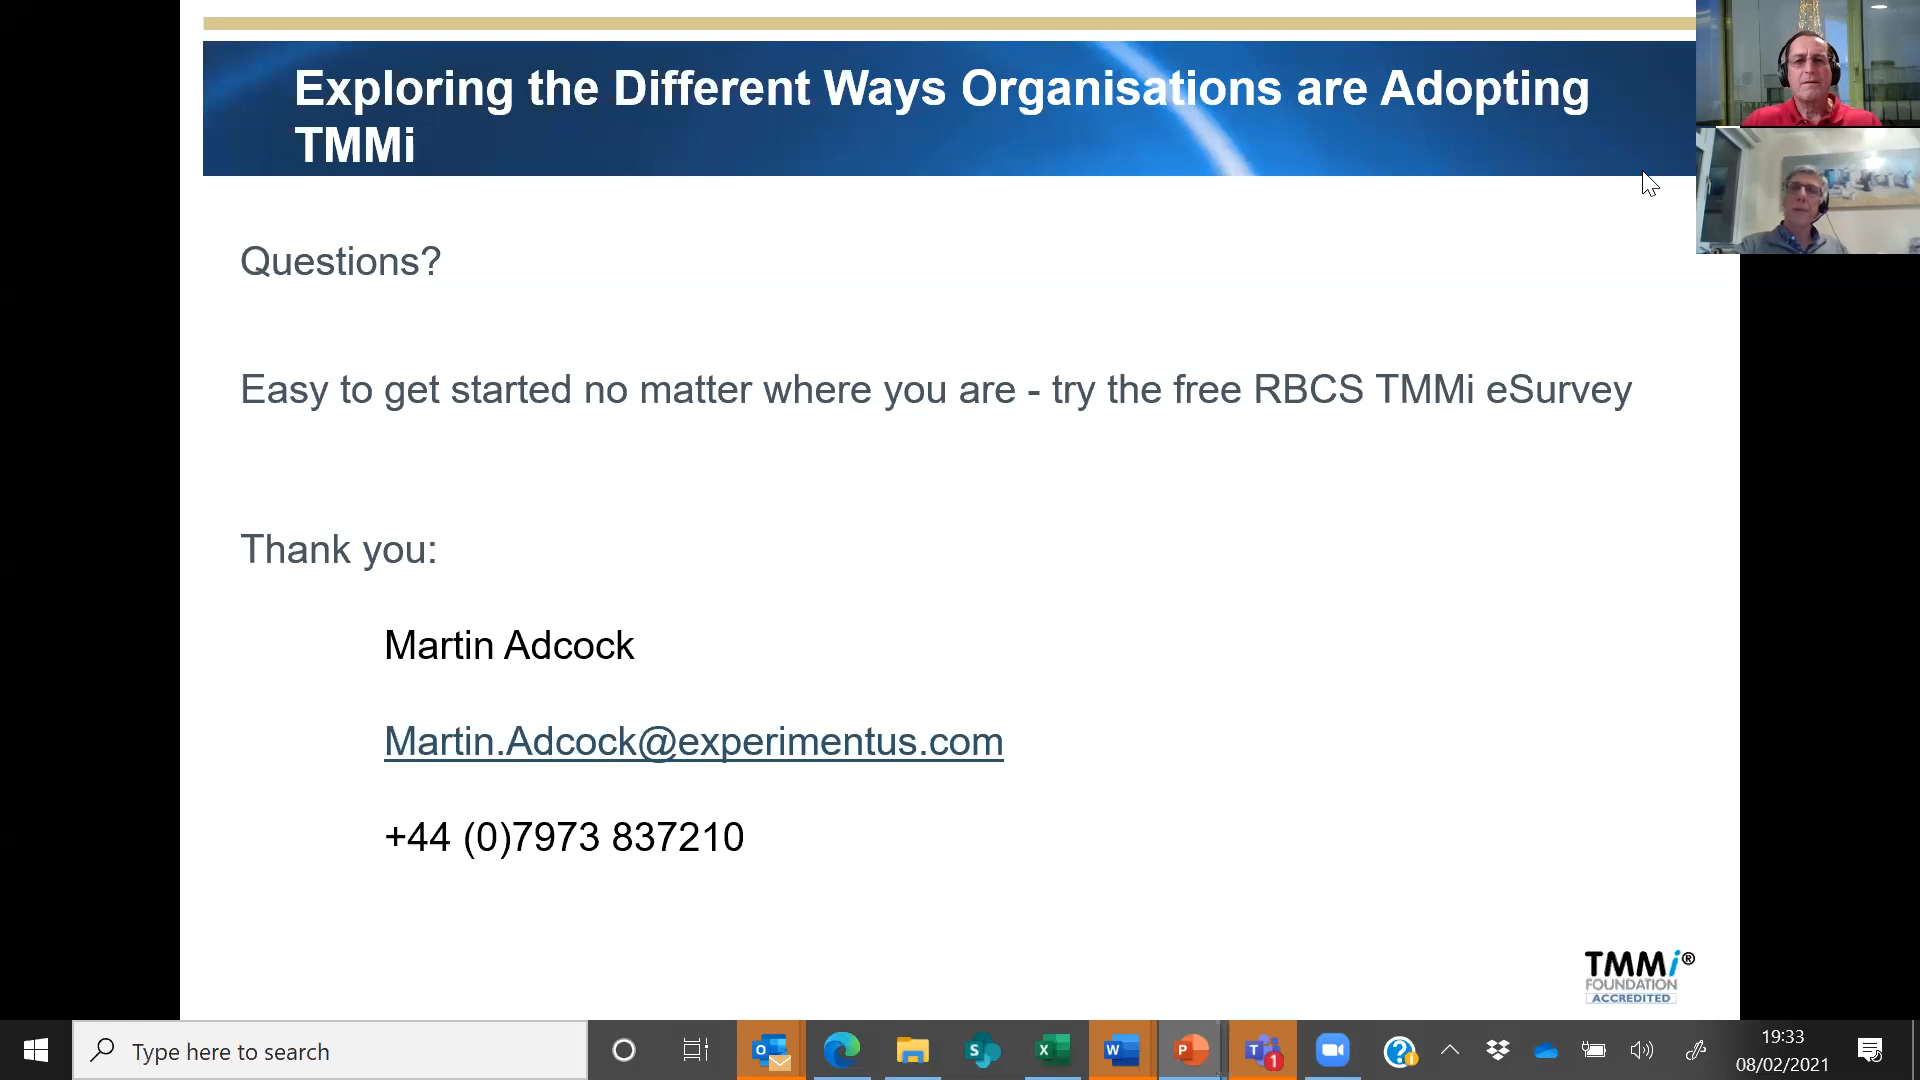 Exploring the Different Ways Organisations are Adopting
TMMi
Questions?
Easy to get started no matter where you are - try the free RBCS TMMi eSurvey
Thank you:
Martin Adcock
Martin.Adcock@experimentus.com
+44 (0)7973 837210
TMMi®
FOUNDATION
ACCREDITED
Type here to search
19:33
08/02/2021